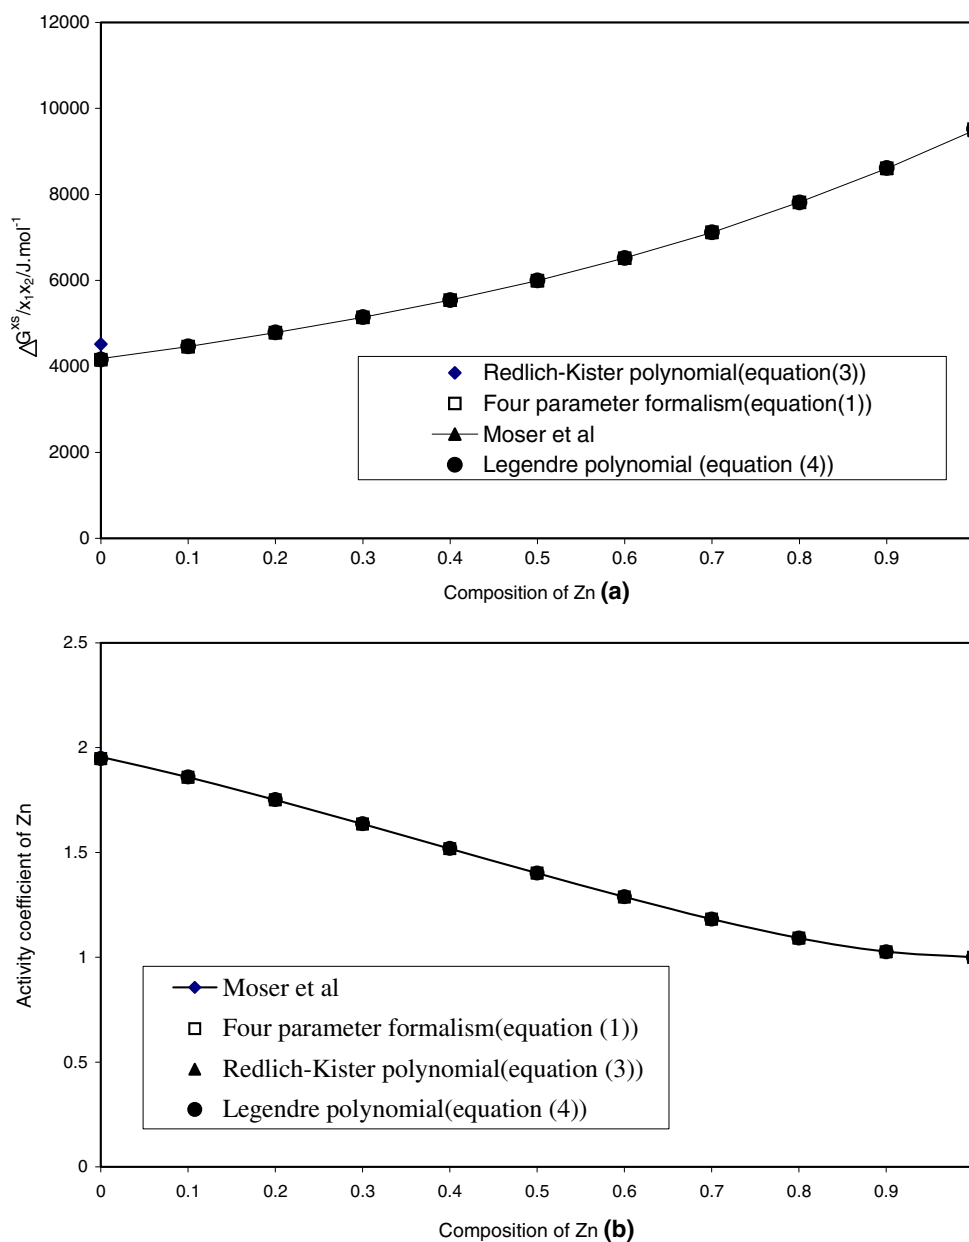 12000
10000
8000
6000
4000
2000
0
ΔG^xs/x₁x₂/J.mol⁻¹
Redlich-Kister polynomial(equation(3))
Four parameter formalism(equation(1))
Moser et al
Legendre polynomial (equation (4))
0 0.1 0.2 0.3 0.4 0.5 0.6 0.7 0.8 0.9
Composition of Zn (a)
2.5
2
1.5
1
0.5
0
Activity coefficient of Zn
Moser et al
Four parameter formalism(equation (1))
Redlich-Kister polynomial(equation (3))
Legendre polynomial(equation (4))
0 0.1 0.2 0.3 0.4 0.5 0.6 0.7 0.8 0.9
Composition of Zn (b)